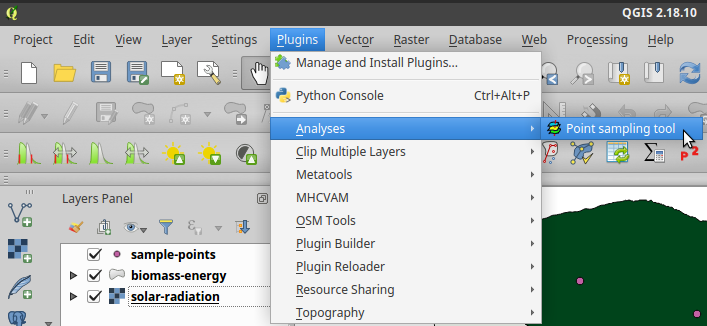 QGIS 2.18.10
Project Edit View Layer Settings Plugins Vector Raster Database Web Processing Help
Manage and Install Plugins...
Python Console Ctrl+Alt+P
Analyses Point sampling tool
Clip Multiple Layers
Metatools
MHCVAM
OSM Tools
Plugin Builder
Plugin Reloader
Resource Sharing
Topography
Layers Panel
sample-points
biomass-energy
solar-radiation